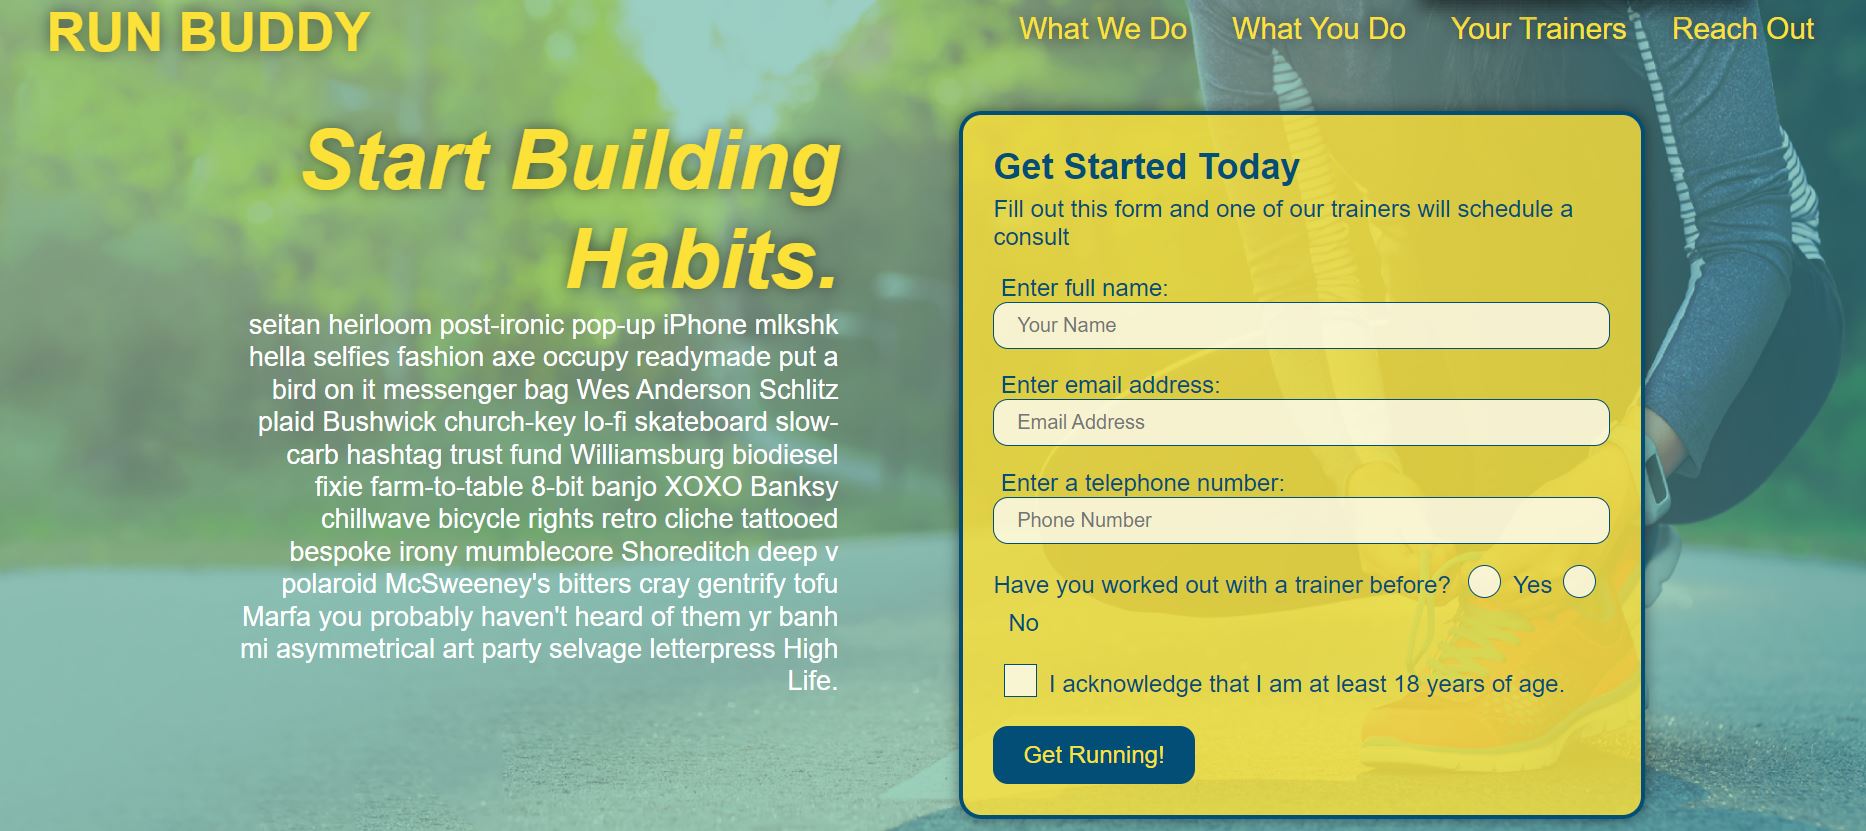 RUN BUDDY
What We Do What You Do Your Trainers Reach Out
Start Building
Habits.
seitan heirloom post-ironic pop-up iPhone mlkshk
hella selfies fashion axe occupy readymade put a
bird on it messenger bag Wes Anderson Schlitz
plaid Bushwick church-key lo-fi skateboard slow-
carb hashtag trust fund Williamsburg biodiesel
fixie farm-to-table 8-bit banjo XOXO Banksy
chillwave bicycle rights retro cliche tattooed
bespoke irony mumblecore Shoreditch deep v
polaroid McSweeney's bitters cray gentrify tofu
Marfa you probably haven't heard of them yr banh
mi asymmetrical art party selvage letterpress High
Life.
Get Started Today
Fill out this form and one of our trainers will schedule a
consult
Enter full name:
Your Name
Enter email address:
Email Address
Enter a telephone number:
Phone Number
Have you worked out with a trainer before? Yes
No
I acknowledge that I am at least 18 years of age.
Get Running!